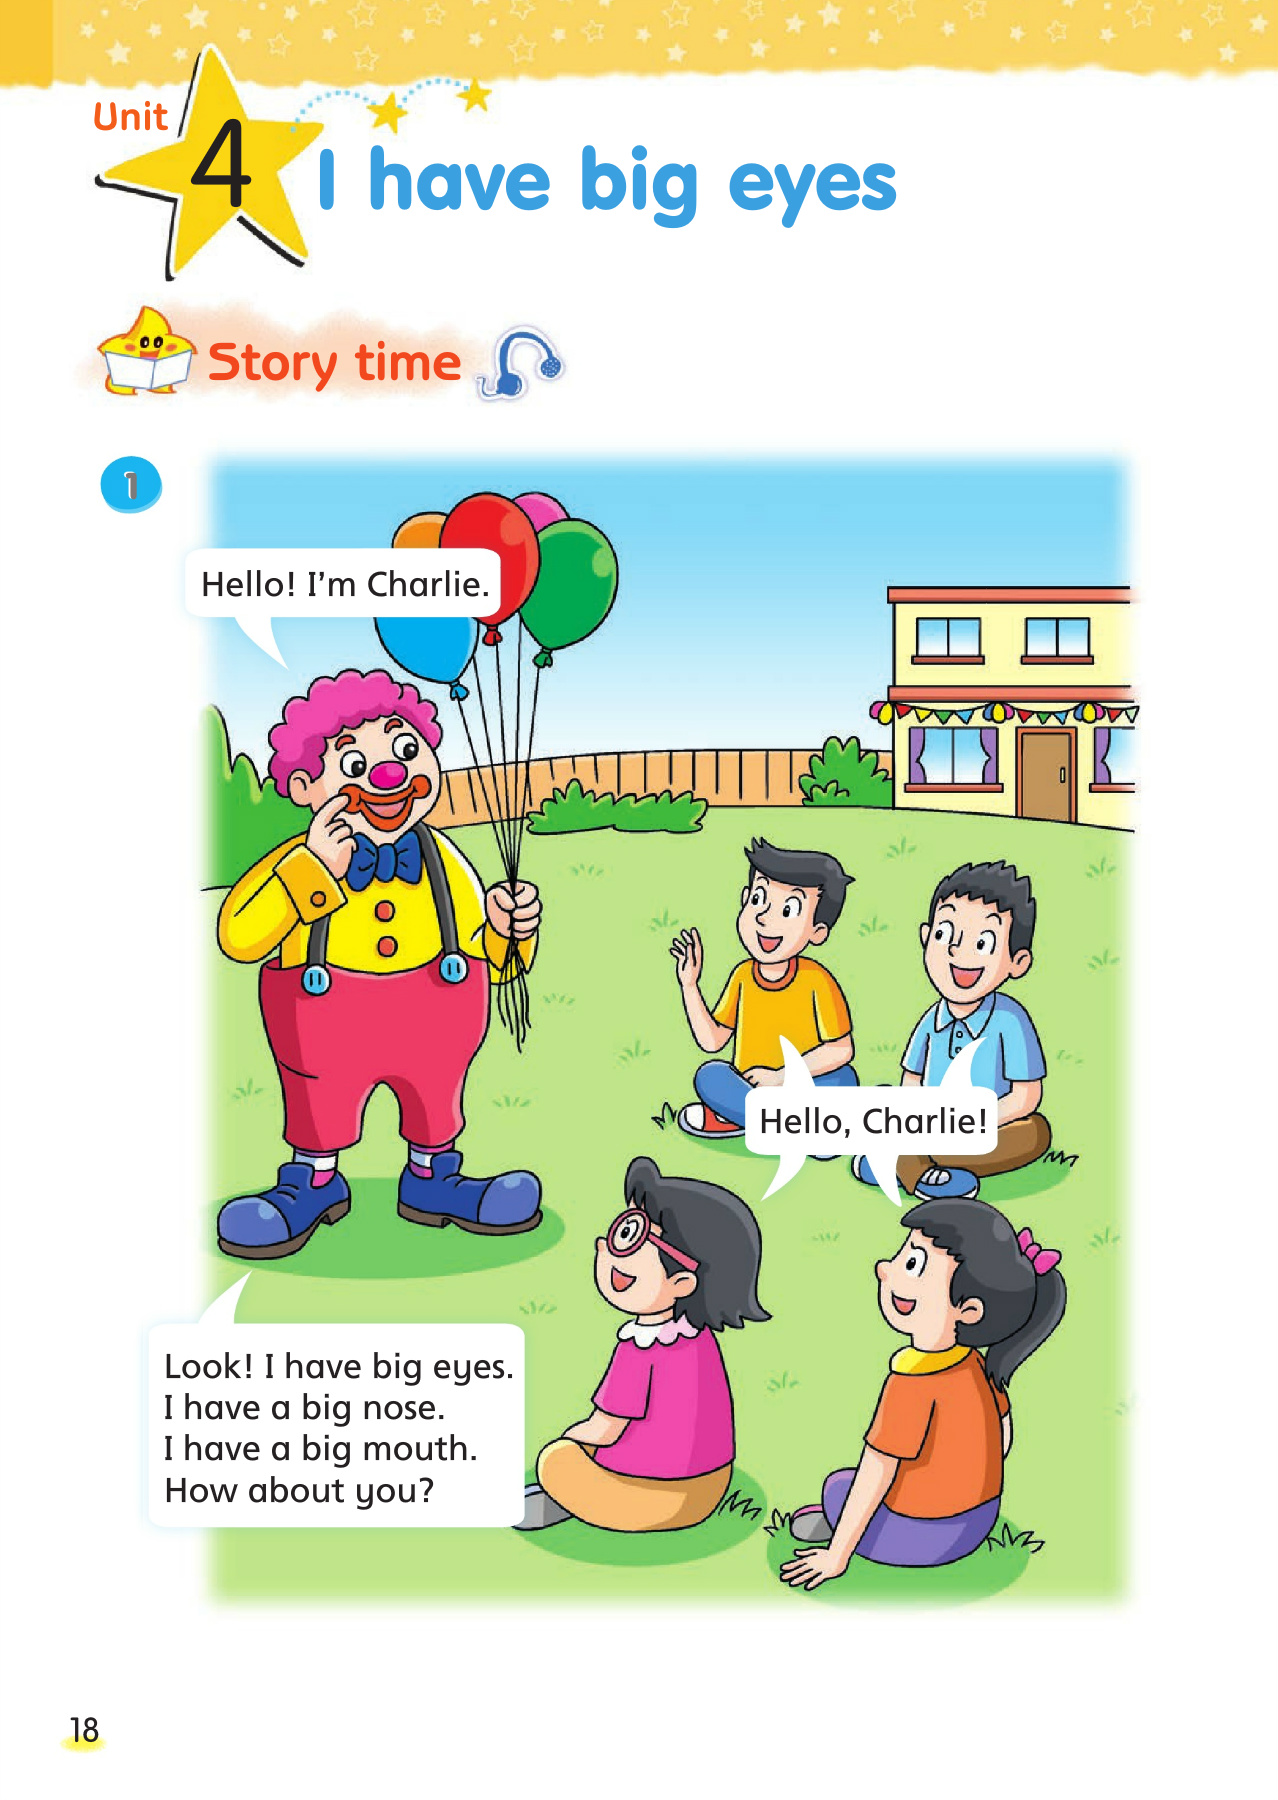 Unit
4
I have big eyes
Story time
1
Hello! I'm Charlie.
Hello, Charlie!
Look! I have big eyes.
I have a big nose.
I have a big mouth.
How about you?
18